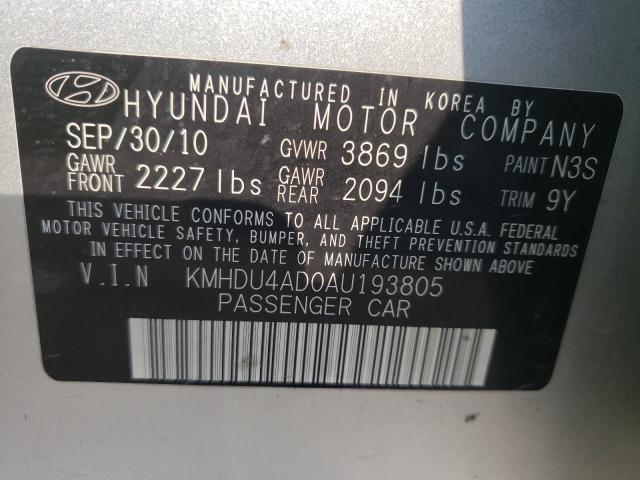 MANUFACTURED IN KOREA BY
HYUNDAI MOTOR COMPANY
SEP/30/10 GVWR 3869 lbs PAINT N3S
GAWR FRONT 2227 lbs GAWR REAR 2094 lbs TRIM 9Y
THIS VEHICLE CONFORMS TO ALL APPLICABLE U.S.A. FEDERAL
MOTOR VEHICLE SAFETY, BUMPER, AND THEFT PREVENTION STANDARDS
IN EFFECT ON THE DATE OF MANUFACTURE SHOWN ABOVE
V.I.N KMHDU4AD0AU193805
PASSENGER CAR